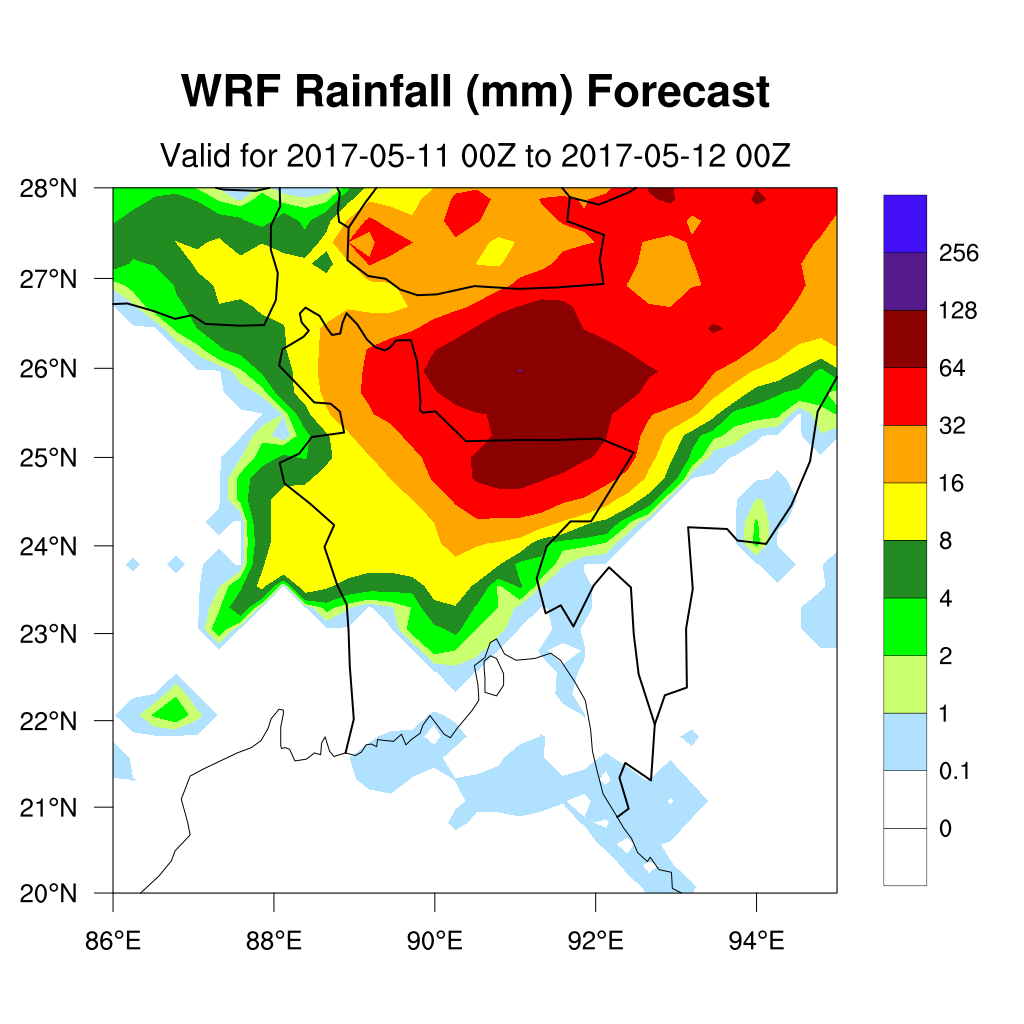 WRF Rainfall (mm) Forecast
Valid for 2017-05-11 00Z to 2017-05-12 00Z
28°N
27°N
26°N
25°N
24°N
23°N
22°N
21°N
20°N
86°E 88°E 90°E 92°E 94°E
256
128
64
32
16
8
4
2
1
0.1
0